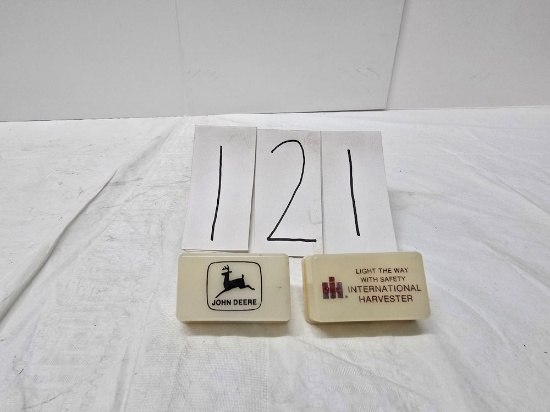 1 2 1
JOHN DEERE
LIGHT THE WAY
WITH SAFETY
INTERNATIONAL
HARVESTER